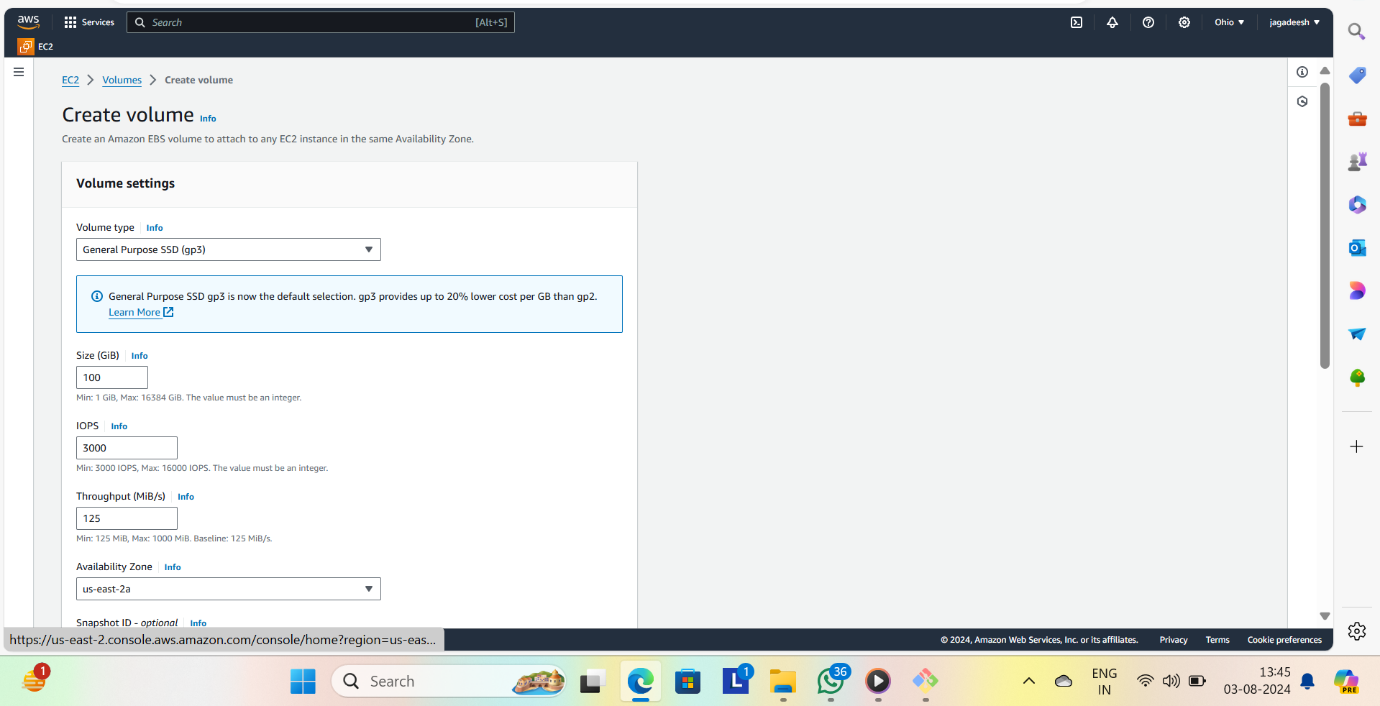 aws
Services
Search [Alt+S]
Ohio ▼
jagadeesh ▼
EC2
EC2 > Volumes > Create volume
Create volume Info
Create an Amazon EBS volume to attach to any EC2 instance in the same Availability Zone.
Volume settings
Volume type Info
General Purpose SSD (gp3)
General Purpose SSD gp3 is now the default selection. gp3 provides up to 20% lower cost per GB than gp2.
Learn More
Size (GiB) Info
100
Min: 1 GiB, Max: 16384 GiB. The value must be an integer.
IOPS Info
3000
Min: 3000 IOPS, Max: 16000 IOPS. The value must be an integer.
Throughput (MiB/s) Info
125
Min: 125 MiB, Max: 1000 MiB. Baseline: 125 MiB/s.
Availability Zone Info
us-east-2a
Snapshot ID - optional Info
https://us-east-2.console.aws.amazon.com/console/home?region=us-eas...
© 2024, Amazon Web Services, Inc. or its affiliates. Privacy Terms Cookie preferences
1
Search
L
1
36
ENG
IN
13:45
03-08-2024
PRE